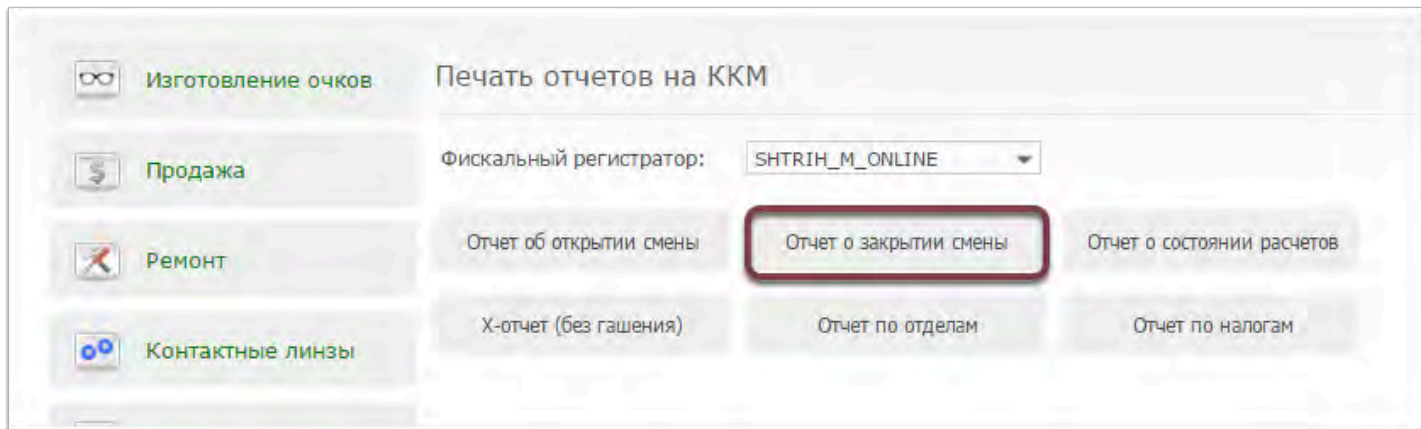 Изготовление очков
Продажа
Ремонт
Контактные линзы
Печать отчетов на ККМ
Фискальный регистратор: SHTRIH_M_ONLINE
Отчет об открытии смены Отчет о закрытии смены Отчет о состоянии расчетов
X-отчет (без гашения) Отчет по отделам Отчет по налогам